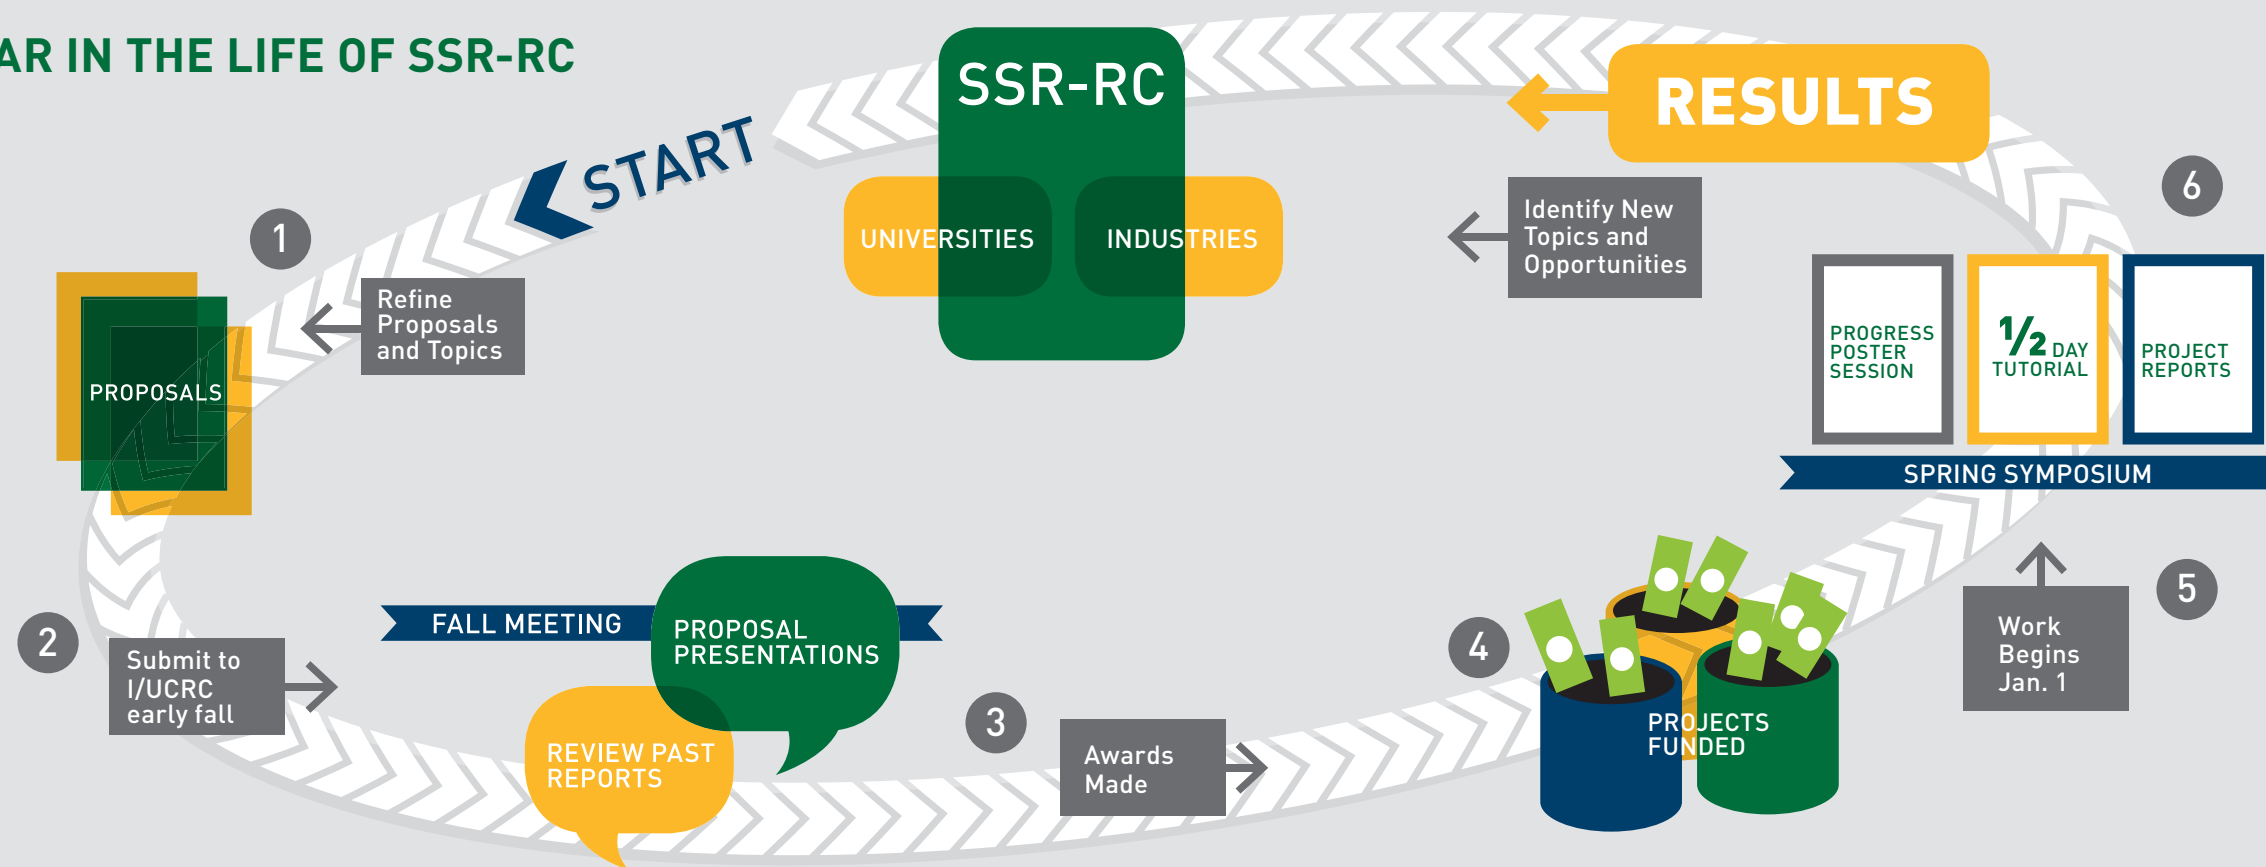 AR IN THE LIFE OF SSR-RC
START
SSR-RC
UNIVERSITIES
INDUSTRIES
RESULTS
Identify New
Topics and
Opportunities
1
Refine
Proposals
and Topics
PROPOSALS
2
Submit to
I/UCRC
early fall
FALL MEETING
PROPOSAL
PRESENTATIONS
REVIEW PAST
REPORTS
3
Awards
Made
4
PROJECTS
FUNDED
5
Work
Begins
Jan. 1
6
PROGRESS
POSTER
SESSION
1/2 DAY
TUTORIAL
PROJECT
REPORTS
SPRING SYMPOSIUM